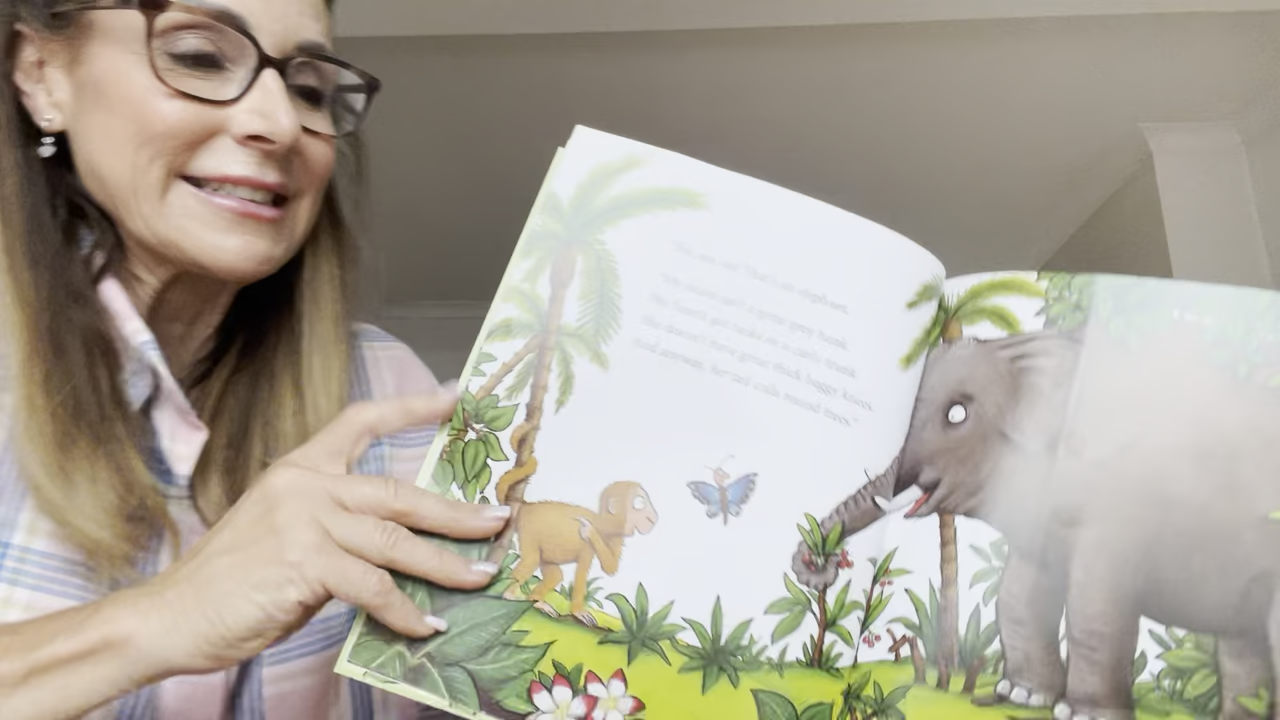 "No, no, no! That's an elephant.
"My mum isn't a great grey hunk.
She hasn't got tusks or a curly trunk.
She doesn't have great thick baggy knees.
And anyway, her tail coils round trees."